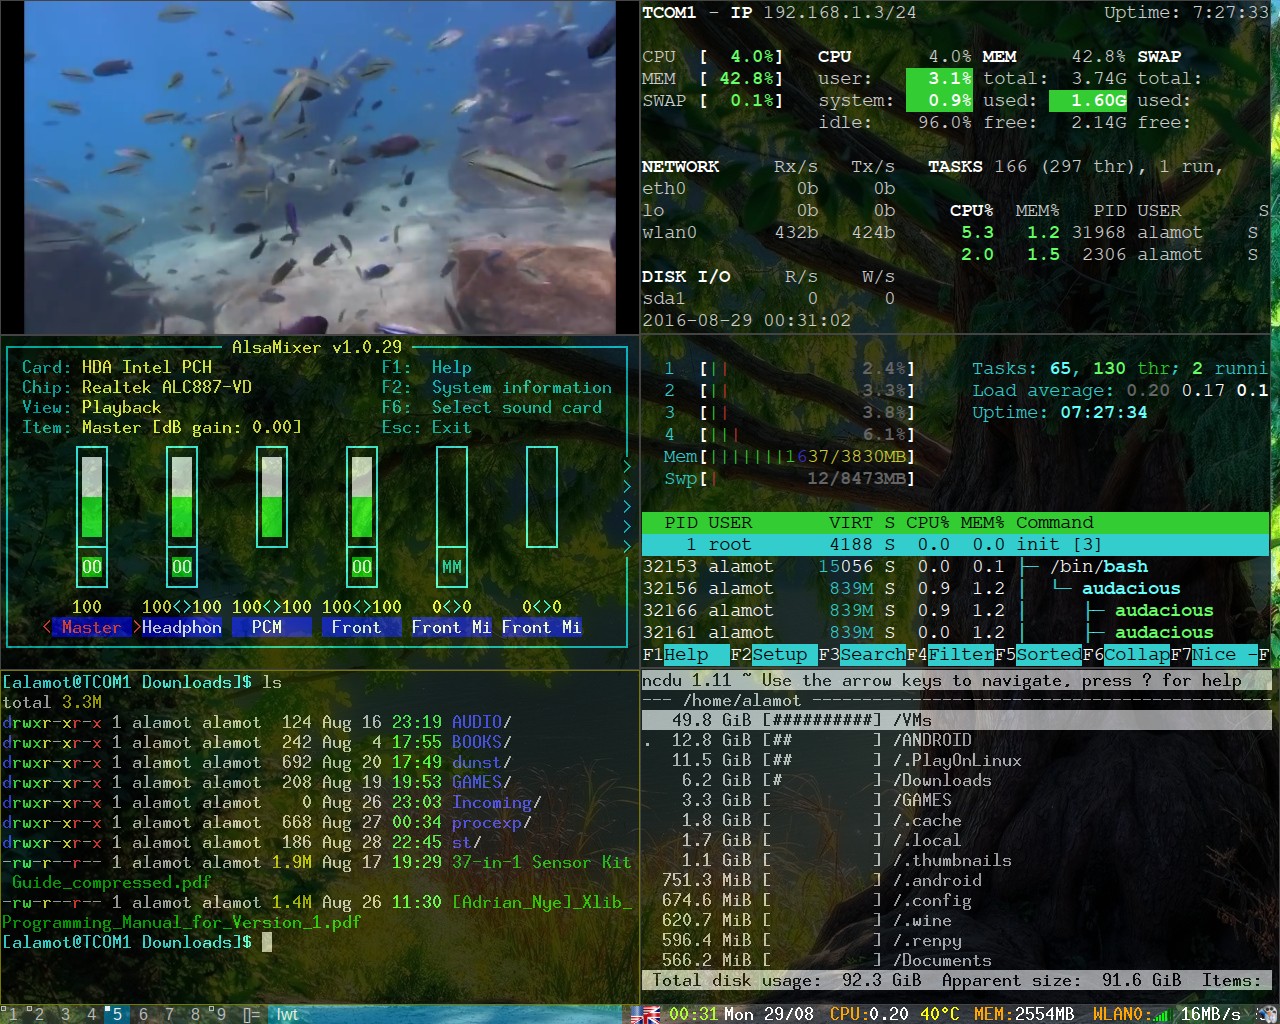 TCOM1 - IP 192.168.1.3/24 Uptime: 7:27:33
CPU [ 4.0%] CPU 4.0% MEM 42.8% SWAP
MEM [ 42.8%] user: 3.1% total: 3.74G total:
SWAP [ 0.1%] system: 0.9% used: 1.60G used:
idle: 96.0% free: 2.14G free:
NETWORK Rx/s Tx/s TASKS 166 (297 thr), 1 run,
eth0 0b 0b
lo 0b 0b CPU% MEM% PID USER S
wlan0 432b 424b 5.3 1.2 31968 alamot S
2.0 1.5 2306 alamot S
DISK I/O R/s W/s
sda1 0 0
2016-08-29 00:31:02
AlsaMixer v1.0.29
Card: HDA Intel PCH F1: Help
Chip: Realtek ALC887-VD F2: System information
View: Playback F6: Select sound card
Item: Master [dB gain: 0.00] Esc: Exit
OO OO OO MM
100 100<>100 100<>100 100<>100 0<>0 0<>0
< Master >Headphon PCM Front Front Mi Front Mi
1 [|| 2.4%] Tasks: 65, 130 thr; 2 runni
2 [|| 3.3%] Load average: 0.20 0.17 0.1
3 [|| 3.8%] Uptime: 07:27:34
4 [||| 6.1%]
Mem[|||||||1637/3830MB]
Swp[| 12/8473MB]
PID USER VIRT S CPU% MEM% Command
1 root 4188 S 0.0 0.0 init [3]
32153 alamot 15056 S 0.0 0.1 ├─ /bin/bash
32156 alamot 839M S 0.9 1.2 │ └─ audacious
32166 alamot 839M S 0.9 1.2 │ ├─ audacious
32161 alamot 839M S 0.0 1.2 │ ├─ audacious
F1Help F2Setup F3SearchF4FilterF5SortedF6CollapF7Nice -F
[alamot@TCOM1 Downloads]$ ls
total 3.3M
drwxr-xr-x 1 alamot alamot 124 Aug 16 23:19 AUDIO/
drwxr-xr-x 1 alamot alamot 242 Aug 4 17:55 BOOKS/
drwxr-xr-x 1 alamot alamot 692 Aug 20 17:49 dunst/
drwxr-xr-x 1 alamot alamot 208 Aug 19 19:53 GAMES/
drwxr-xr-x 1 alamot alamot 0 Aug 26 23:03 Incoming/
drwxr-xr-x 1 alamot alamot 668 Aug 27 00:34 procexp/
drwxr-xr-x 1 alamot alamot 186 Aug 28 22:45 st/
-rw-r--r-- 1 alamot alamot 1.9M Aug 17 19:29 37-in-1 Sensor Kit
Guide_compressed.pdf
-rw-r--r-- 1 alamot alamot 1.4M Aug 26 11:30 [Adrian_Nye]_Xlib_
Programming_Manual_for_Version_1.pdf
[alamot@TCOM1 Downloads]$
ncdu 1.11 ~ Use the arrow keys to navigate, press ? for help
--- /home/alamot ------------------------------------------
49.8 GiB [##########] /VMs
. 12.8 GiB [## ] /ANDROID
11.5 GiB [## ] /.PlayOnLinux
6.2 GiB [# ] /Downloads
3.3 GiB [ ] /GAMES
1.8 GiB [ ] /.cache
1.7 GiB [ ] /.local
1.1 GiB [ ] /.thumbnails
751.3 MiB [ ] /.android
674.6 MiB [ ] /.config
620.7 MiB [ ] /.wine
596.4 MiB [ ] /.renpy
566.2 MiB [ ] /Documents
Total disk usage: 92.3 GiB Apparent size: 91.6 GiB Items:
1 2 3 4 5 6 7 8 9 []= lwt 00:31 Mon 29/08 CPU:0.20 40°C MEM:2554MB WLAN0: 16MB/s